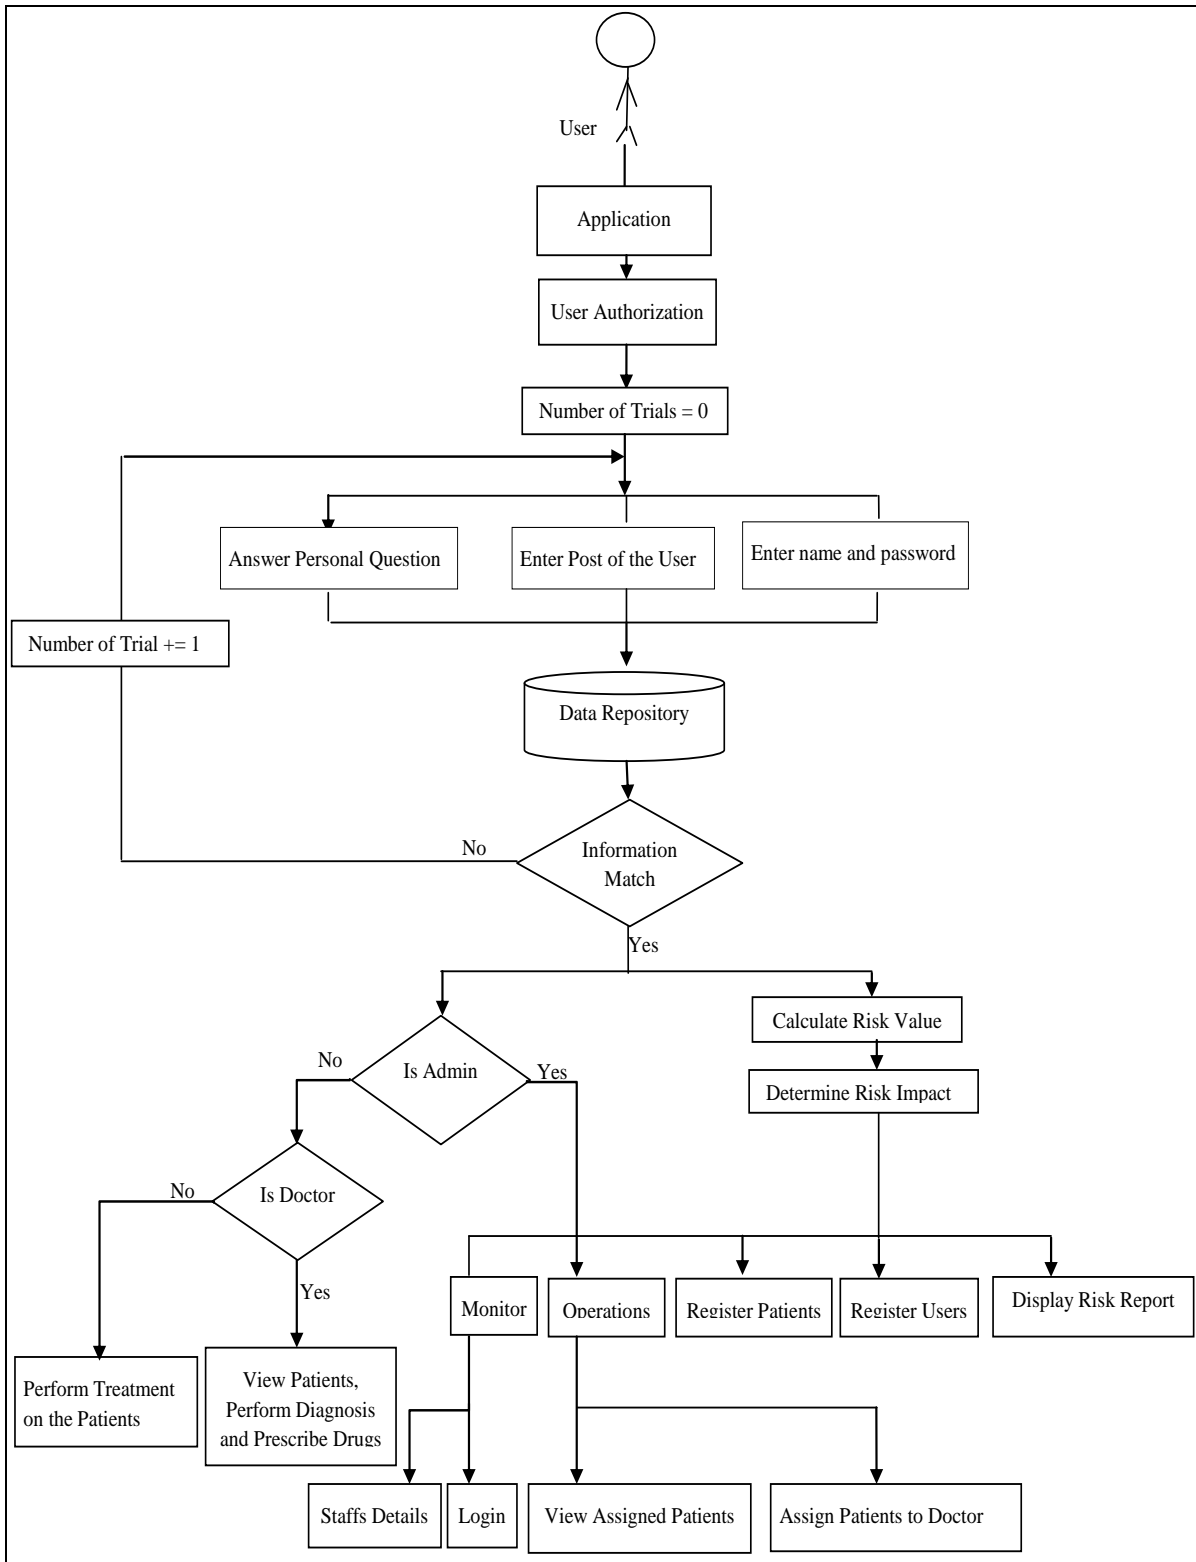 User
Application
User Authorization
Number of Trials = 0
Answer Personal Question
Enter Post of the User
Enter name and password
Number of Trial += 1
Data Repository
No
Information
Match
Yes
Calculate Risk Value
No
Is Admin
Yes
Determine Risk Impact
No
Is Doctor
Yes
Monitor
Operations
Register Patients
Register Users
Display Risk Report
Perform Treatment
on the Patients
View Patients,
Perform Diagnosis
and Prescribe Drugs
Staffs Details
Login
View Assigned Patients
Assign Patients to Doctor